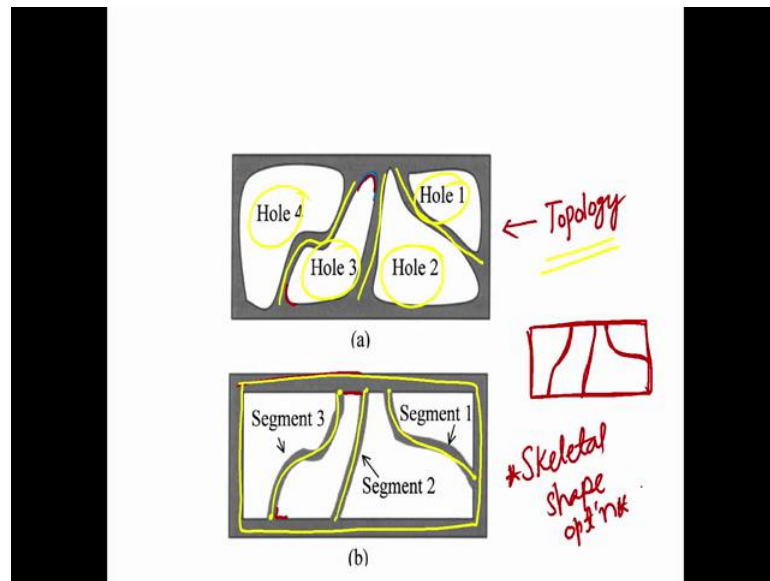 Hole 4
Hole 1
Hole 3
Hole 2
← Topology
(a)
Segment 3
Segment 1
Segment 2
*Skeletal
shape
opt'n*
(b)